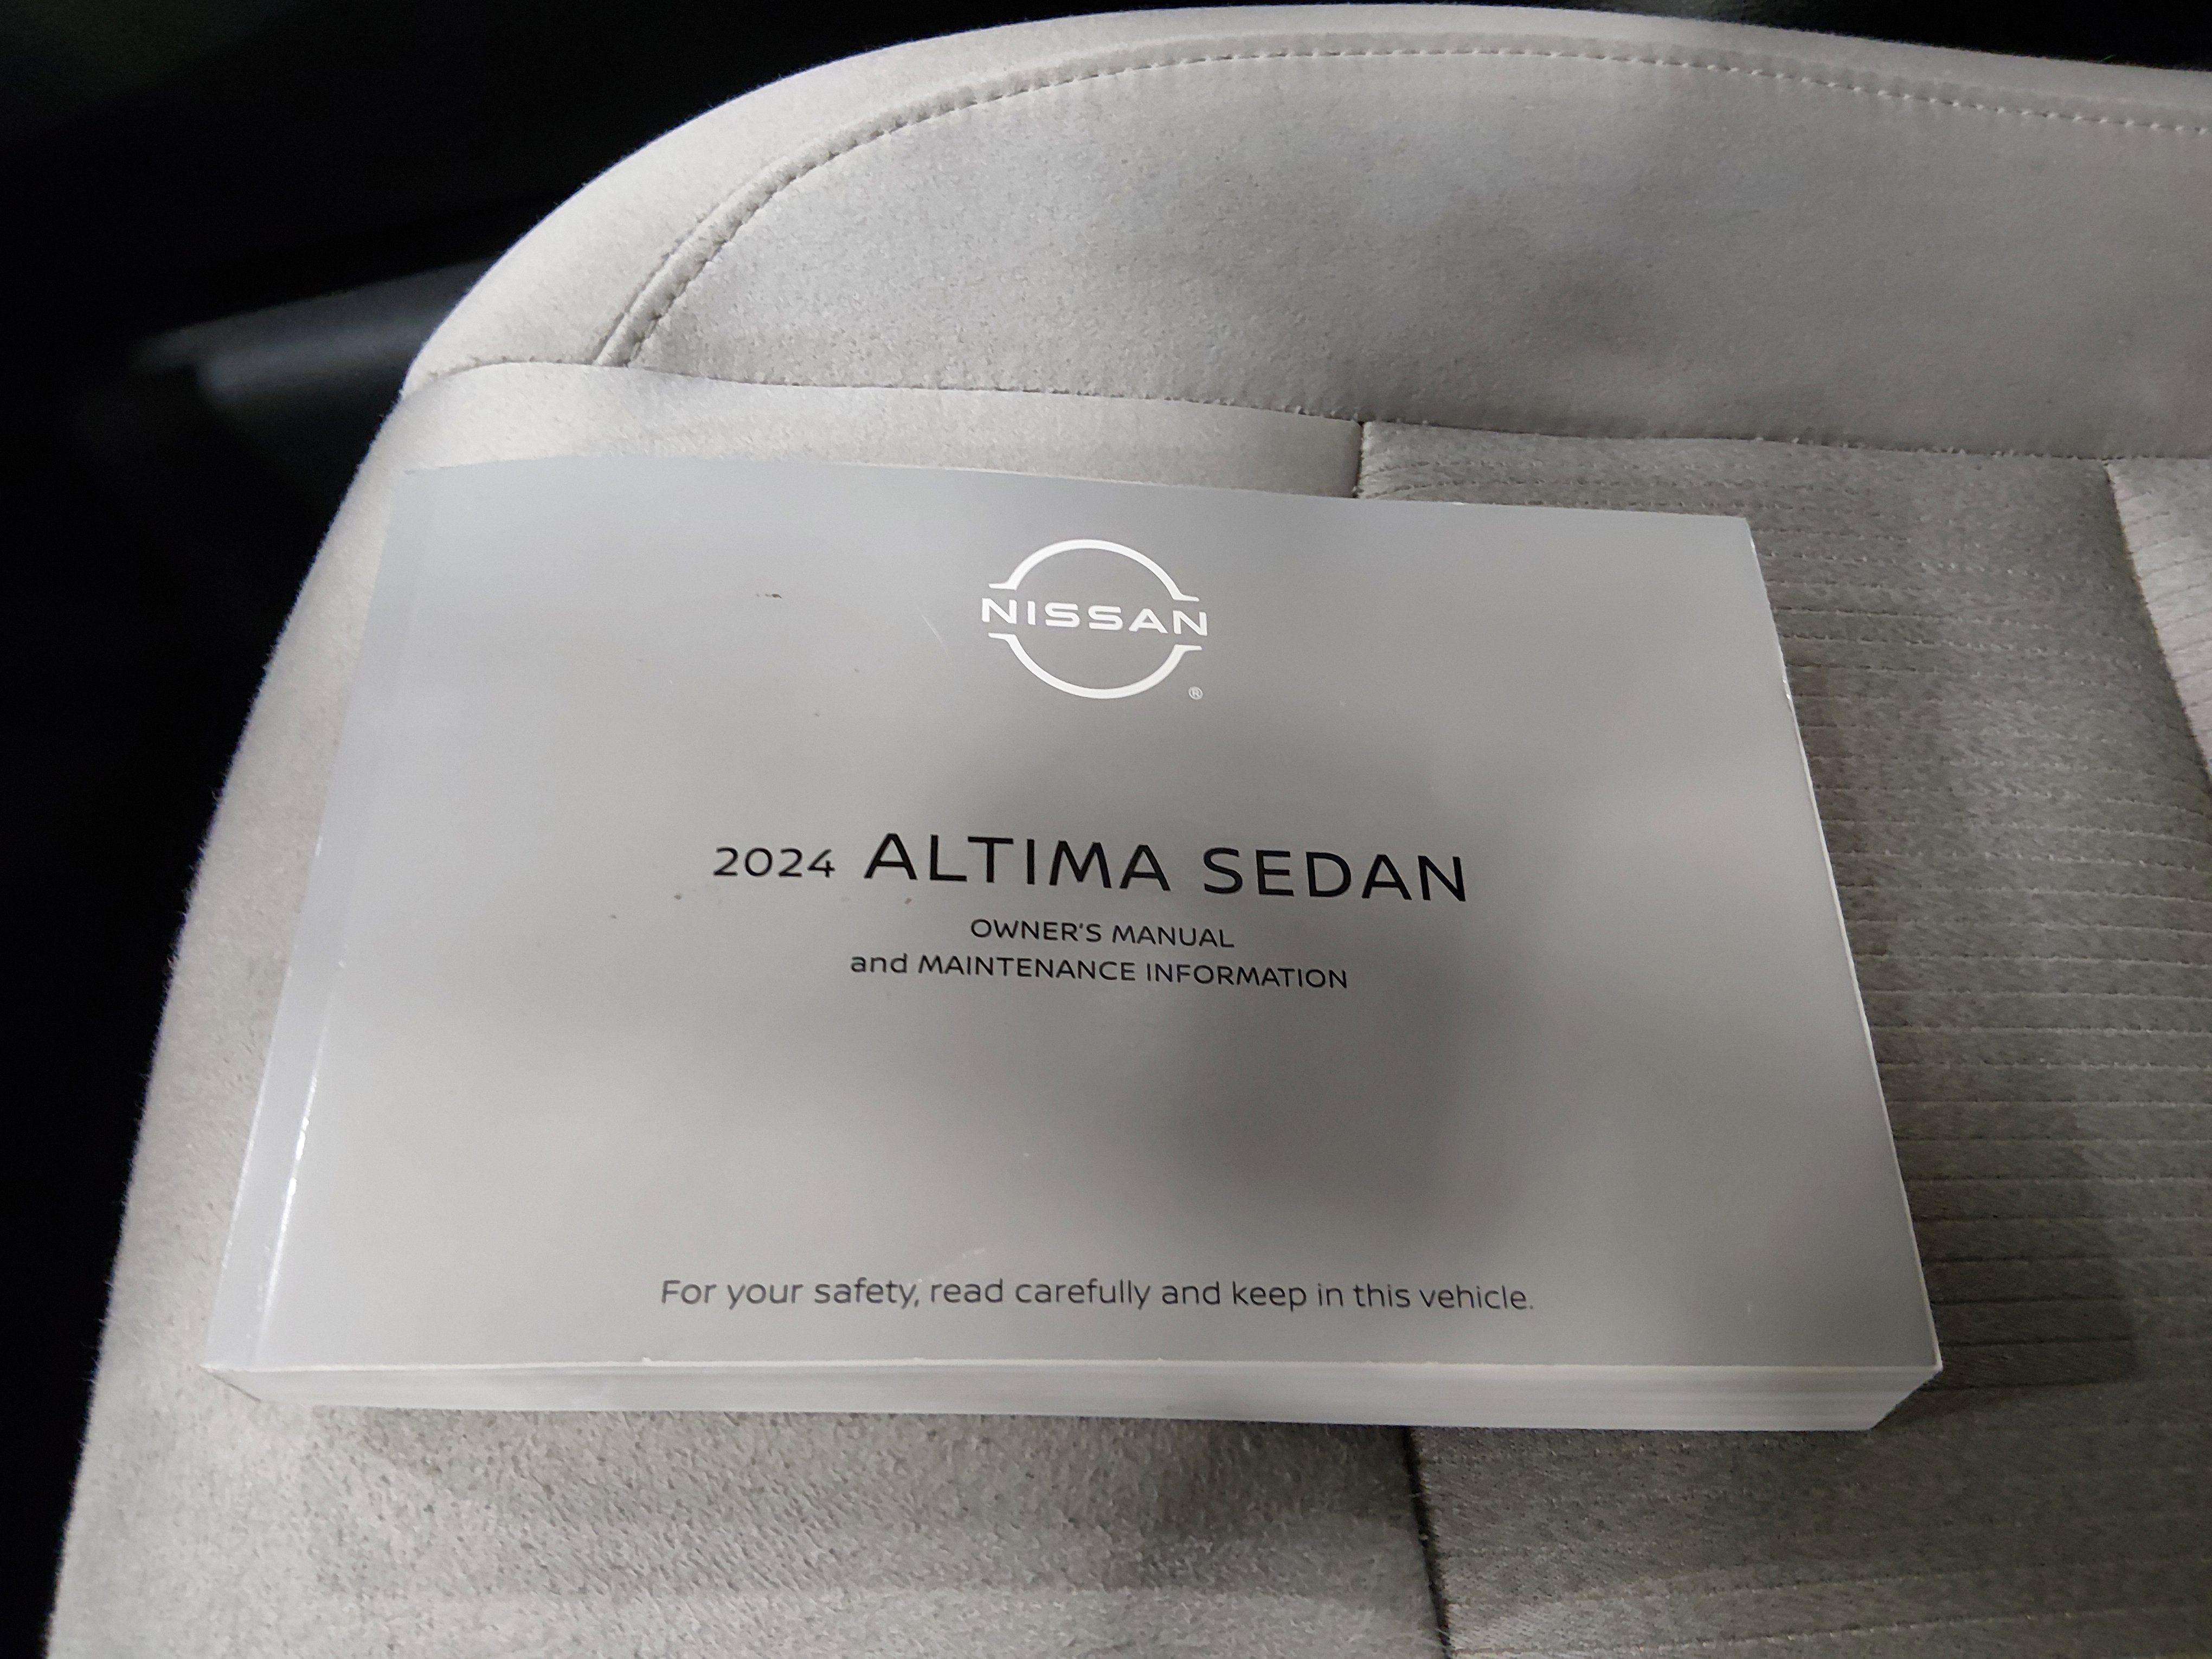 NISSAN
®
2024 ALTIMA SEDAN
OWNER'S MANUAL
and MAINTENANCE INFORMATION
For your safety, read carefully and keep in this vehicle.